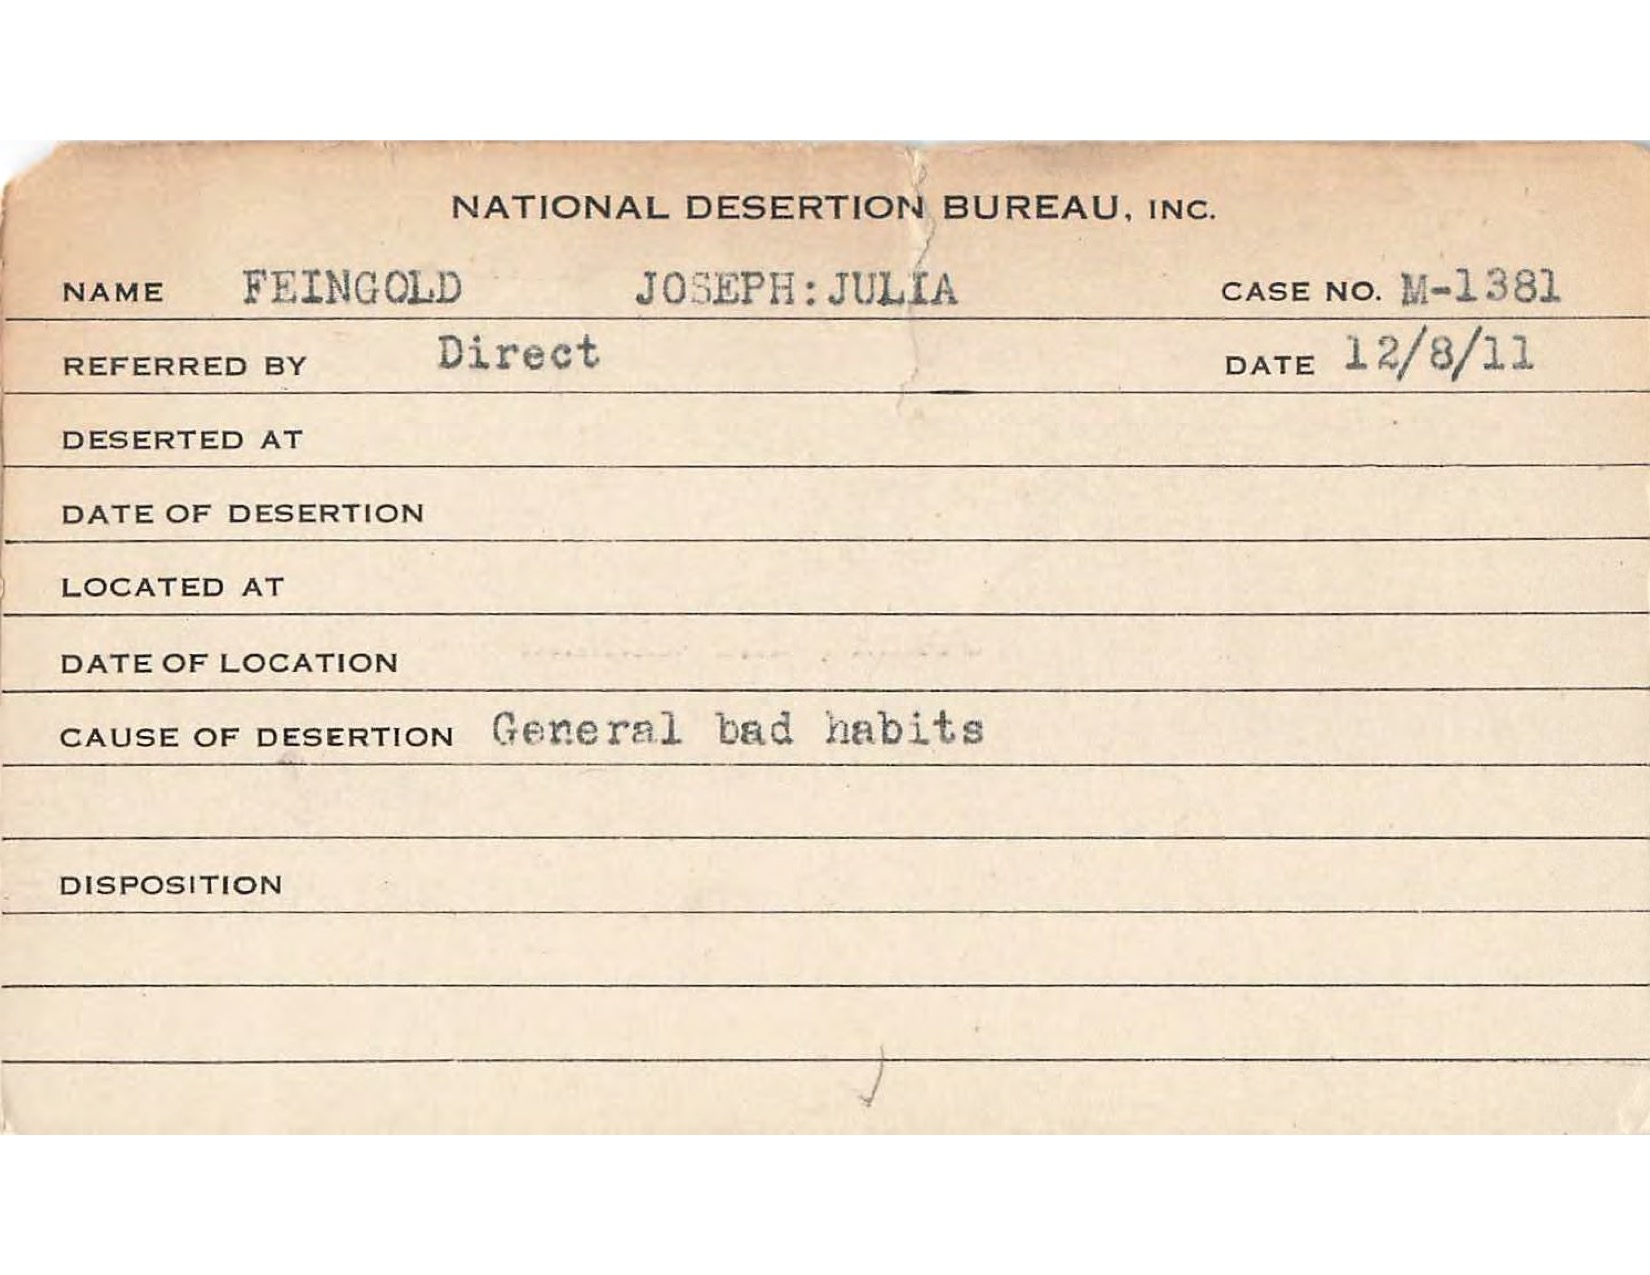 NATIONAL DESERTION BUREAU, INC.
NAME FEINGOLD JOSEPH:JULIA CASE NO. M-1381
REFERRED BY Direct DATE 12/8/11
DESERTED AT
DATE OF DESERTION
LOCATED AT
DATE OF LOCATION
CAUSE OF DESERTION General bad habits
DISPOSITION